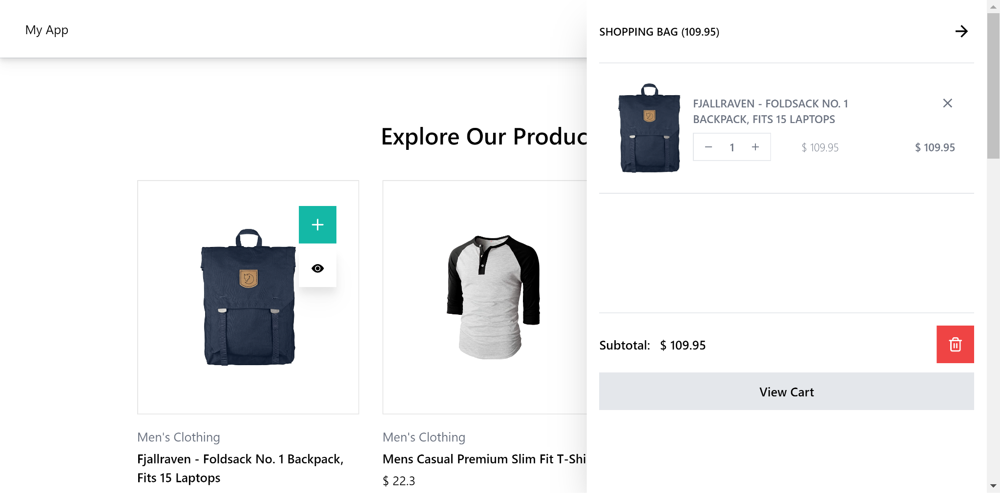 My App
Explore Our Produc
Men's Clothing
Fjallraven - Foldsack No. 1 Backpack,
Fits 15 Laptops
Men's Clothing
Mens Casual Premium Slim Fit T-Shi
$ 22.3
SHOPPING BAG (109.95)
FJALLRAVEN - FOLDSACK NO. 1
BACKPACK, FITS 15 LAPTOPS
1
$ 109.95
$ 109.95
Subtotal: $ 109.95
View Cart